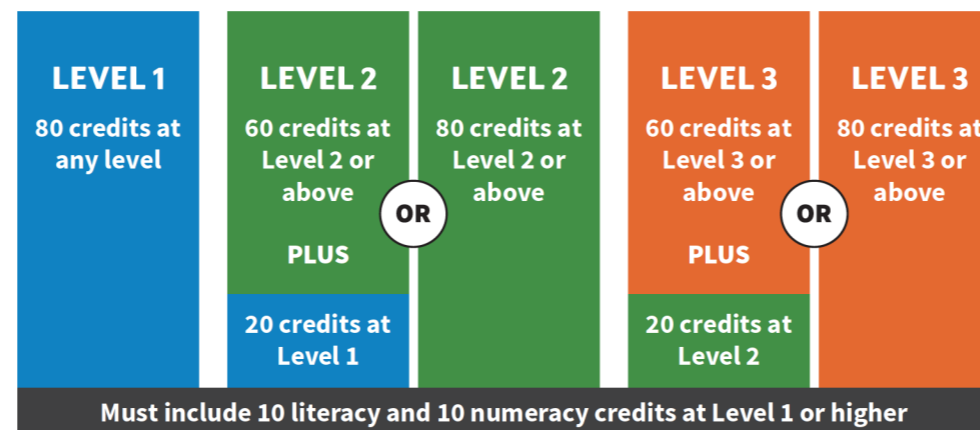 LEVEL 1
80 credits at
any level
LEVEL 2
60 credits at
Level 2 or
above
PLUS
20 credits at
Level 1
OR
LEVEL 2
80 credits at
Level 2 or
above
LEVEL 3
60 credits at
Level 3 or
above
PLUS
20 credits at
Level 2
OR
LEVEL 3
80 credits at
Level 3 or
above
Must include 10 literacy and 10 numeracy credits at Level 1 or higher